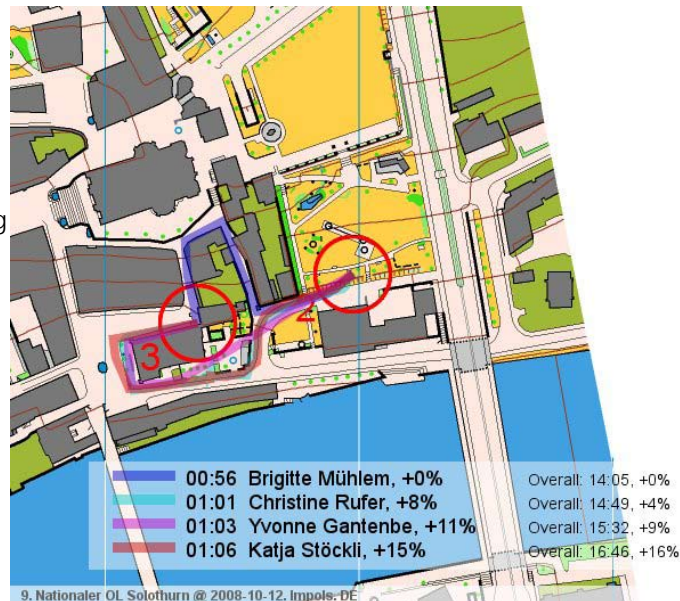 g
2
3
00:56 Brigitte Mühlem, +0% Overall: 14:05, +0%
01:01 Christine Rufer, +8% Overall: 14:49, +4%
01:03 Yvonne Gantenbe, +11% Overall: 15:32, +9%
01:06 Katja Stöckli, +15% Overall: 16:46, +16%
9. Nationaler OL Solothurn @ 2008-10-12. Impols. DE